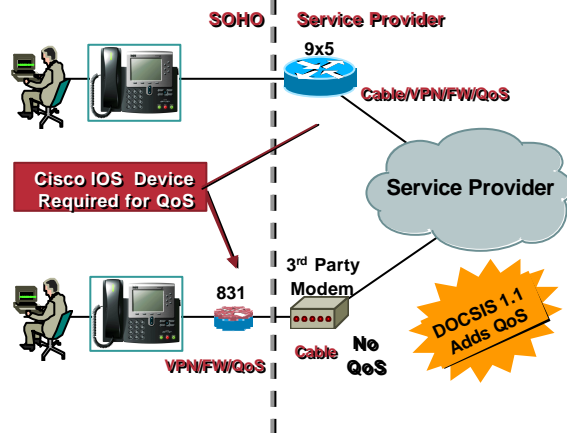 SOHO
Service Provider
9x5
Cable/VPN/FW/QoS
Cisco IOS Device
Required for QoS
Service Provider
3rd Party
Modem
831
DOCSIS 1.1
Adds QoS
Cable
No
QoS
VPN/FW/QoS